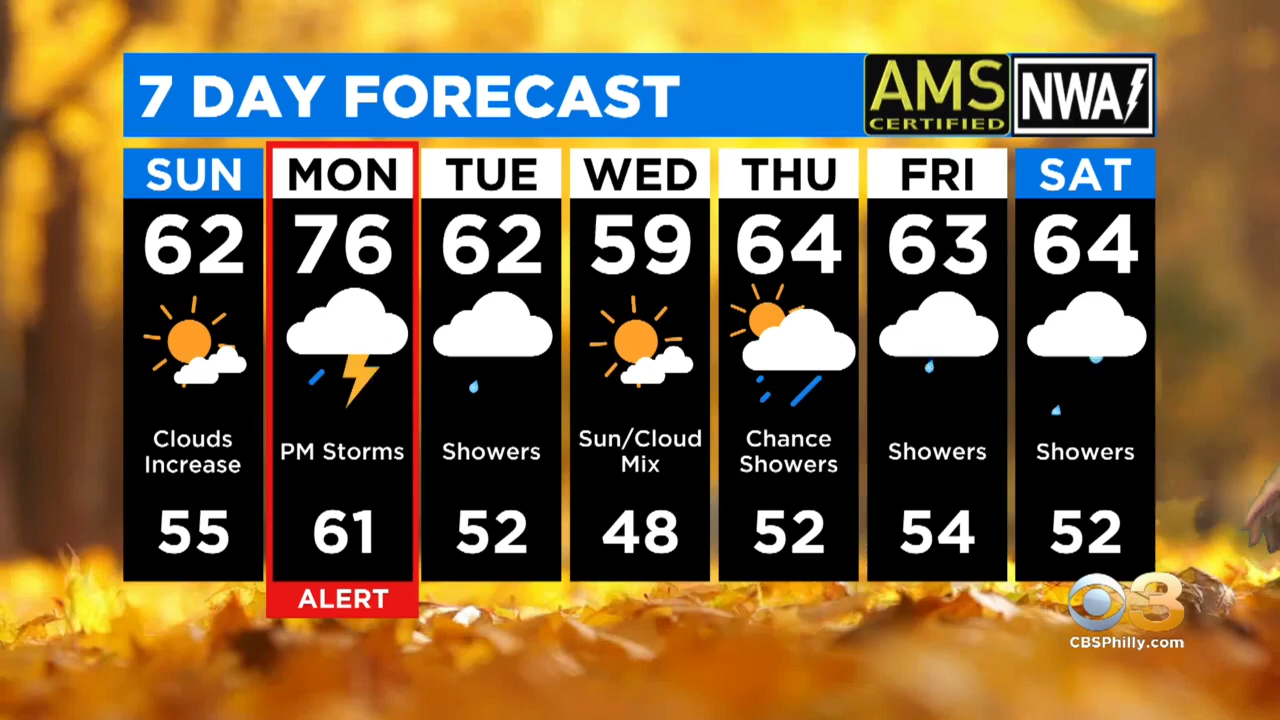 7 DAY FORECAST
AMS
CERTIFIED
NWA
SUN
62
Clouds
Increase
55
MON
76
PM Storms
61
ALERT
TUE
62
Showers
52
WED
59
Sun/Cloud
Mix
48
THU
64
Chance
Showers
52
FRI
63
Showers
54
SAT
64
Showers
52
3
CBSPhilly.com